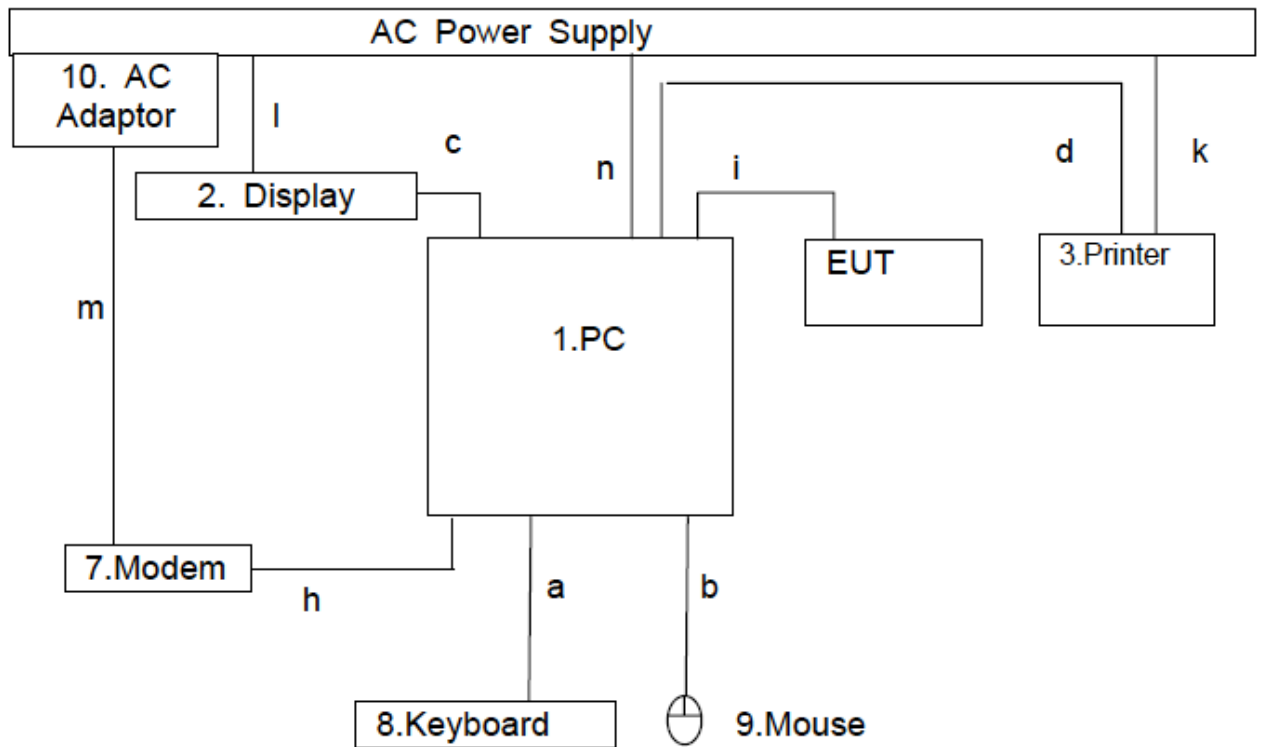 AC Power Supply
10. AC
Adaptor
l
c
n
i
d
k
2. Display
EUT
3.Printer
m
1.PC
7.Modem
h
a
b
8.Keyboard
9.Mouse